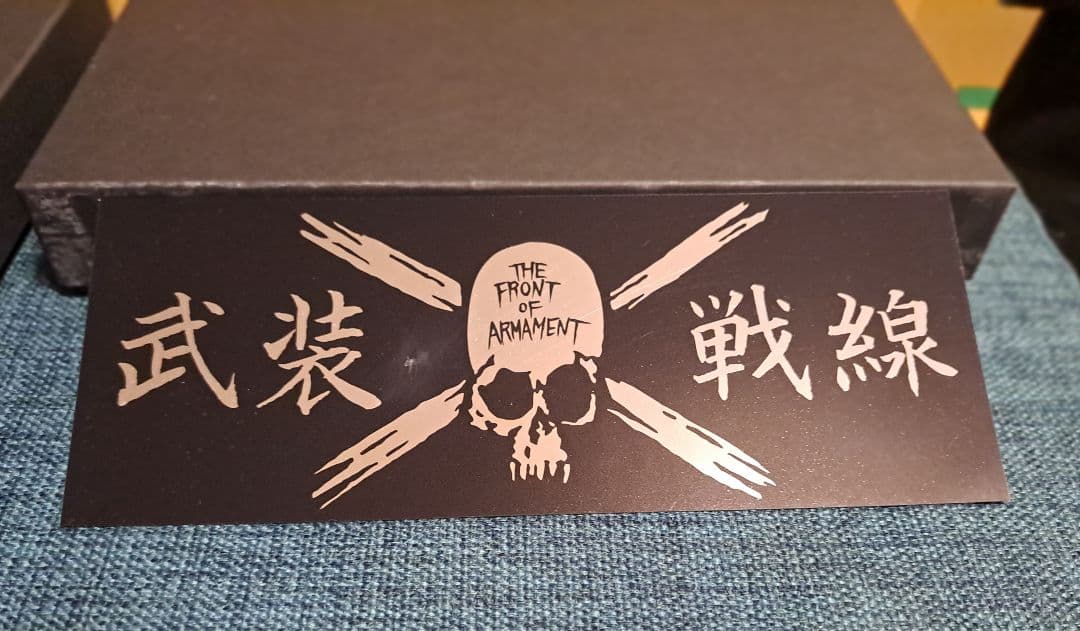 武装
THE
FRONT
OF
ARMAMENT
戦線